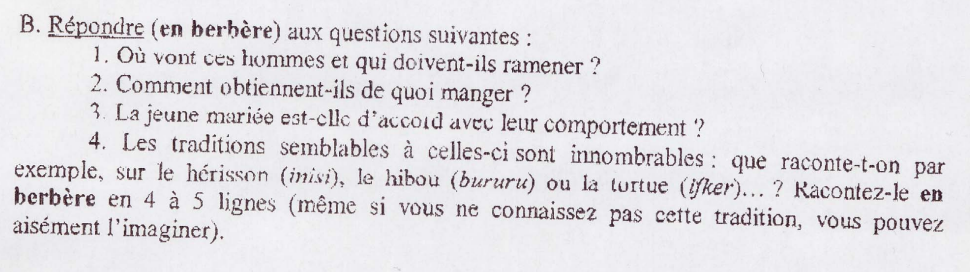 B. Répondre (en berbère) aux questions suivantes :
1. Où vont ces hommes et qui doivent-ils ramener ?
2. Comment obtiennent-ils de quoi manger ?
3. La jeune mariée est-elle d'accord avec leur comportement ?
4. Les traditions semblables à celles-ci sont innombrables : que raconte-t-on par
exemple, sur le hérisson (inisi), le hibou (bururu) ou la tortue (ifker)... ? Racontez-le en
berbère en 4 à 5 lignes (même si vous ne connaissez pas cette tradition, vous pouvez
aisément l'imaginer).